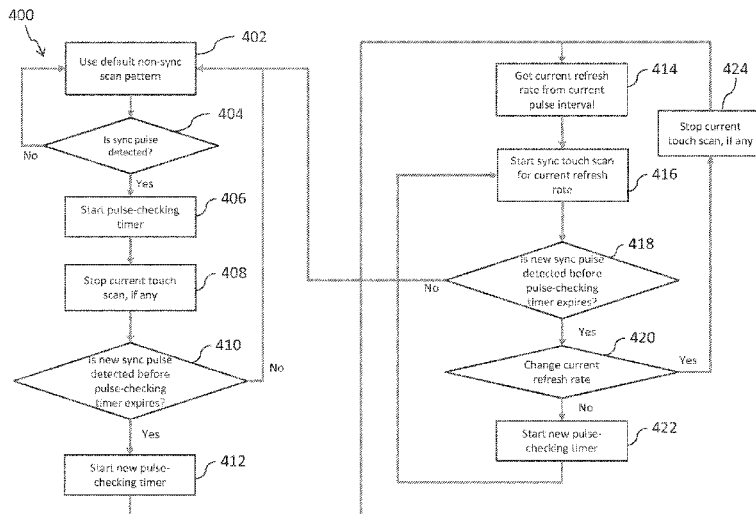 400
402
Use default non-sync
scan pattern
404
Is sync pulse
detected?
No
Yes
406
Start pulse-checking
timer
408
Stop current touch
scan, if any
410
Is new sync pulse
detected before
pulse-checking
timer expires?
No
Yes
412
Start new pulse-
checking timer
414
Get current refresh
rate from current
pulse interval
416
Start sync touch scan
for current refresh
rate
418
Is new sync pulse
detected before
pulse-checking
timer expires?
No
Yes
420
Change current
refresh rate
Yes
No
422
Start new pulse-
checking timer
424
Stop current
touch scan, if any